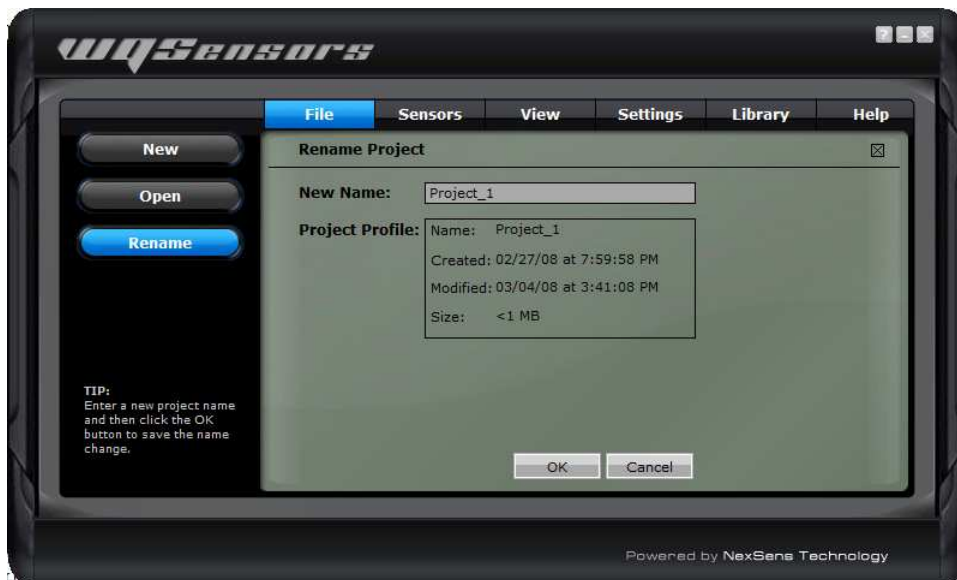 WQSensors
? - X
File Sensors View Settings Library Help
New
Open
Rename
Rename Project
New Name: Project_1
Project Profile: Name: Project_1
Created: 02/27/08 at 7:59:58 PM
Modified: 03/04/08 at 3:41:08 PM
Size: <1 MB
TIP:
Enter a new project name
and then click the OK
button to save the name
change.
OK Cancel
Powered by NexSens Technology